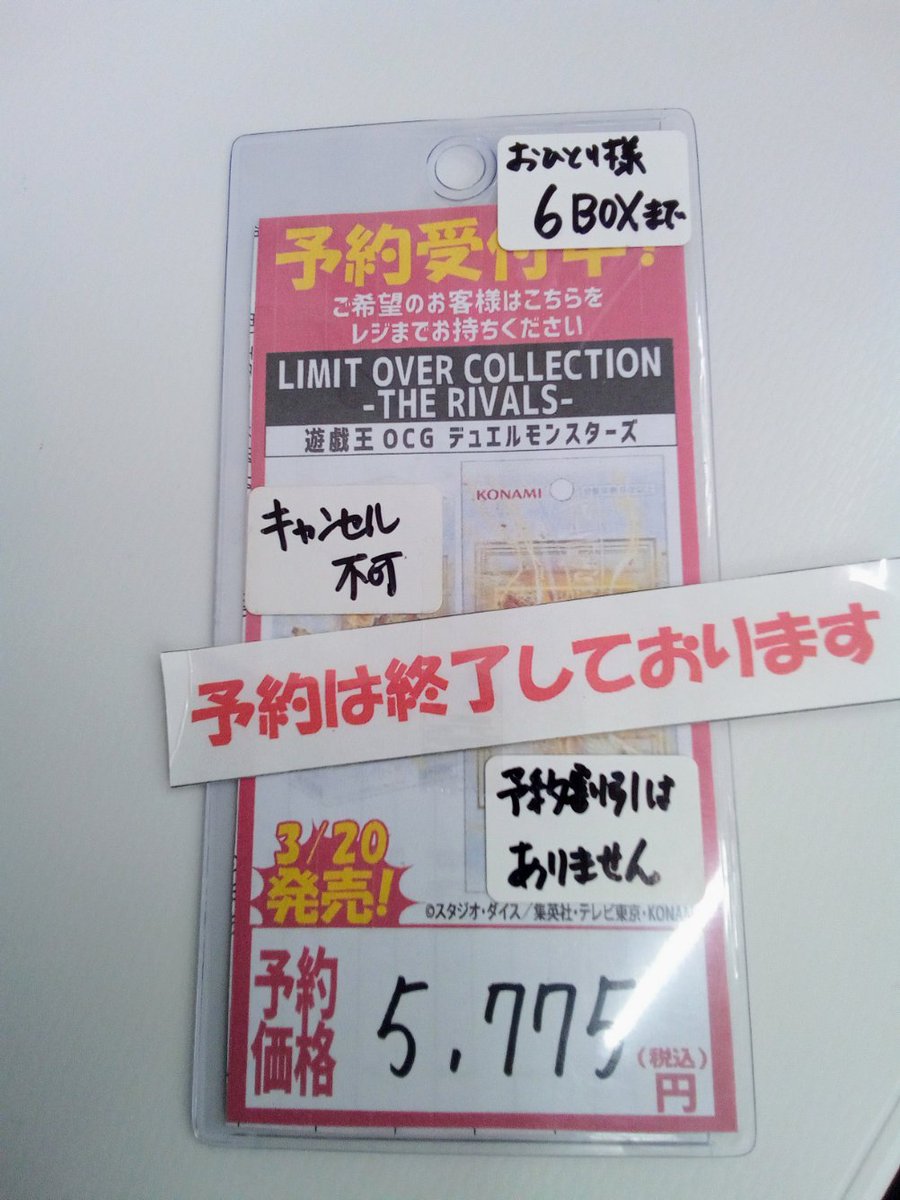 おひとり様
6BOXまで
予約受付中!
ご希望のお客様はこちらを
レジまでお持ちください
LIMIT OVER COLLECTION
-THE RIVALS-
遊戯王OCG デュエルモンスターズ
KONAMI
キャンセル
不可
予約は終了しております
予約割引は
ありません。
3/20
発売!
©スタジオ・ダイス/集英社・テレビ東京・KONAMI
予約
価格
5,775
(税込)
円